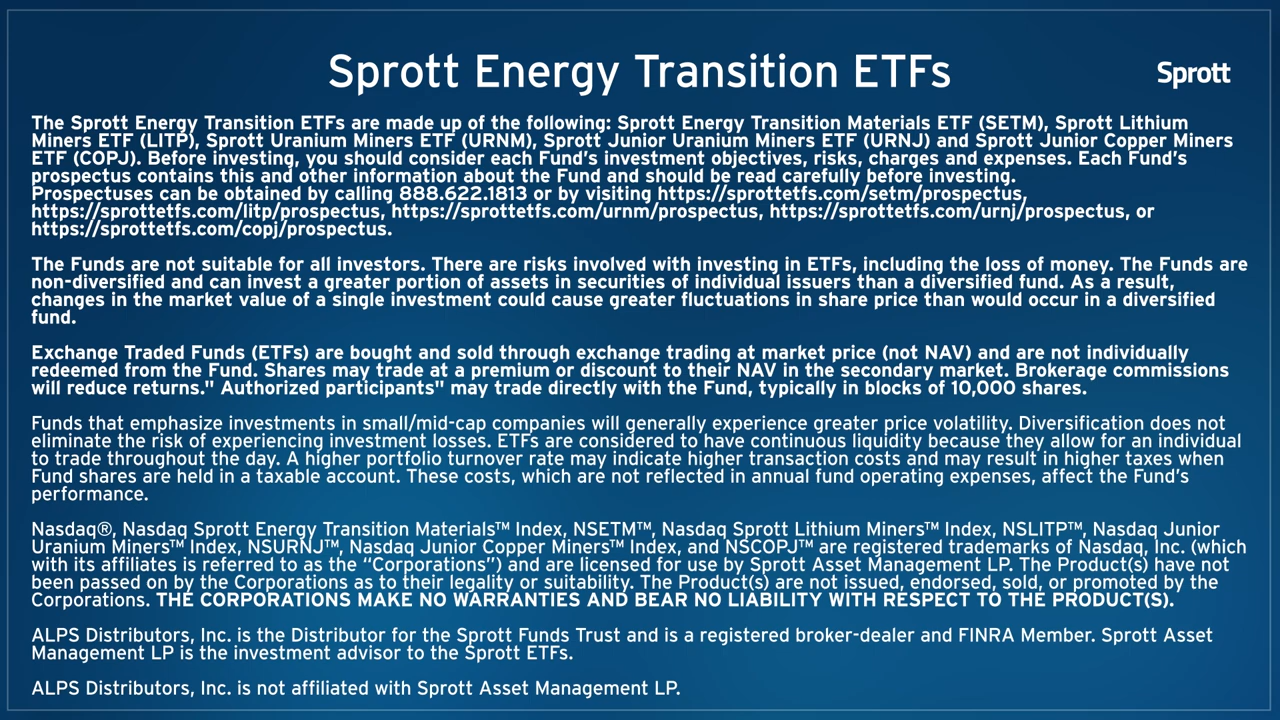 Sprott Energy Transition ETFs
Sprott
The Sprott Energy Transition ETFs are made up of the following: Sprott Energy Transition Materials ETF (SETM), Sprott Lithium
Miners ETF (LITP), Sprott Uranium Miners ETF (URNM), Sprott Junior Uranium Miners ETF (URNJ) and Sprott Junior Copper Miners
ETF (COPJ). Before investing, you should consider each Fund's investment objectives, risks, charges and expenses. Each Fund's
prospectus contains this and other information about the Fund and should be read carefully before investing.
Prospectuses can be obtained by calling 888.622.1813 or by visiting https://sprottetfs.com/setm/prospectus,
https://sprottetfs.com/litp/prospectus, https://sprottetfs.com/urnm/prospectus, https://sprottetfs.com/urnj/prospectus, or
https://sprottetfs.com/copj/prospectus.
The Funds are not suitable for all investors. There are risks involved with investing in ETFs, including the loss of money. The Funds are
non-diversified and can invest a greater portion of assets in securities of individual issuers than a diversified fund. As a result,
changes in the market value of a single investment could cause greater fluctuations in share price than would occur in a diversified
fund.
Exchange Traded Funds (ETFs) are bought and sold through exchange trading at market price (not NAV) and are not individually
redeemed from the Fund. Shares may trade at a premium or discount to their NAV in the secondary market. Brokerage commissions
will reduce returns." Authorized participants" may trade directly with the Fund, typically in blocks of 10,000 shares.
Funds that emphasize investments in small/mid-cap companies will generally experience greater price volatility. Diversification does not
eliminate the risk of experiencing investment losses. ETFs are considered to have continuous liquidity because they allow for an individual
to trade throughout the day. A higher portfolio turnover rate may indicate higher transaction costs and may result in higher taxes when
Fund shares are held in a taxable account. These costs, which are not reflected in annual fund operating expenses, affect the Fund's
performance.
Nasdaq®, Nasdaq Sprott Energy Transition Materials™ Index, NSETM™, Nasdaq Sprott Lithium Miners™ Index, NSLITP™, Nasdaq Junior
Uranium Miners™ Index, NSURNJ™, Nasdaq Junior Copper Miners™ Index, and NSCOPJ™ are registered trademarks of Nasdaq, Inc. (which
with its affiliates is referred to as the “Corporations”) and are licensed for use by Sprott Asset Management LP. The Product(s) have not
been passed on by the Corporations as to their legality or suitability. The Product(s) are not issued, endorsed, sold, or promoted by the
Corporations. THE CORPORATIONS MAKE NO WARRANTIES AND BEAR NO LIABILITY WITH RESPECT TO THE PRODUCT(S).
ALPS Distributors, Inc. is the Distributor for the Sprott Funds Trust and is a registered broker-dealer and FINRA Member. Sprott Asset
Management LP is the investment advisor to the Sprott ETFs.
ALPS Distributors, Inc. is not affiliated with Sprott Asset Management LP.